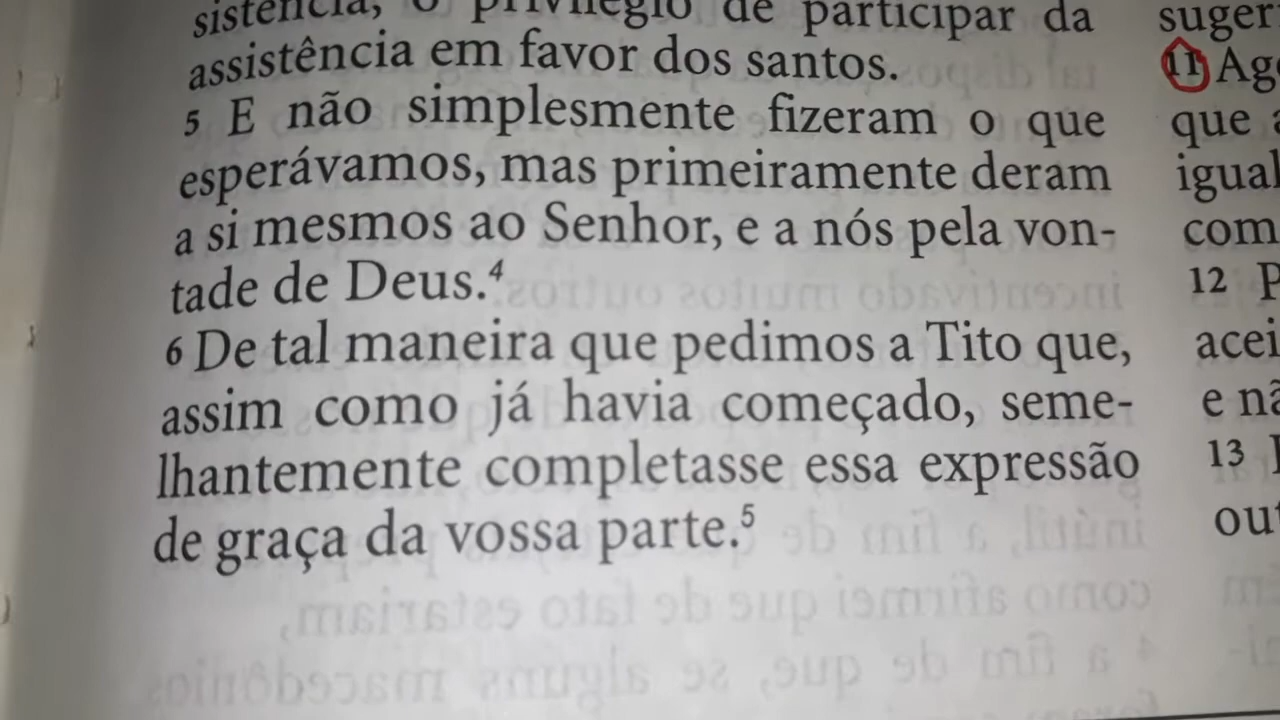 sistência, o privilégio de participar da
assistência em favor dos santos.
5 E não simplesmente fizeram o que
esperávamos, mas primeiramente deram
a si mesmos ao Senhor, e a nós pela von-
tade de Deus.4
6 De tal maneira que pedimos a Tito que,
assim como já havia começado, seme-
lhantemente completasse essa expressão
de graça da vossa parte.5
11
que
igual
com
12 P
acei
e
13